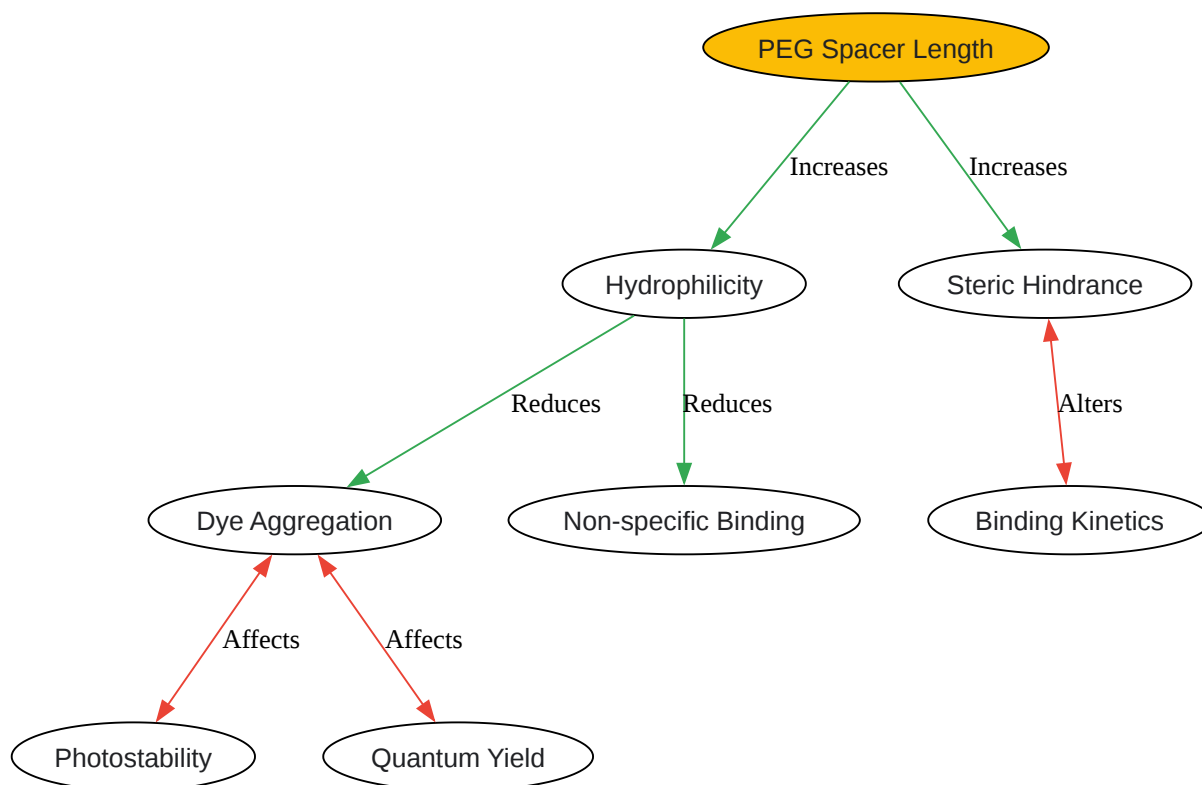 PEG Spacer Length
Increases
Increases
Hydrophilicity
Steric Hindrance
Reduces
Reduces
Alters
Dye Aggregation
Non-specific Binding
Binding Kinetics
Affects
Affects
Photostability
Quantum Yield